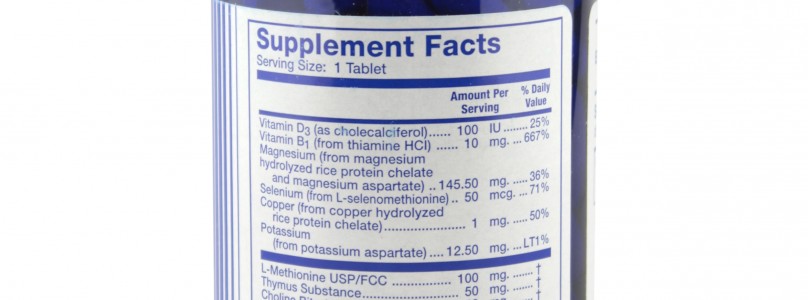 Supplement Facts
Serving Size: 1 Tablet
Amount Per Serving
% Daily Value
Vitamin D3 (as cholecalciferol)...... 100 IU ........ 25%
Vitamin B1 (from thiamine HCl) ...... 10 mg. ... 667%
Magnesium (from magnesium
hydrolyzed rice protein chelate
and magnesium aspartate) .. 145.50 mg. ..... 36%
Selenium (from L-selenomethionine) .. 50 mcg. ... 71%
Copper (from copper hydrolyzed
rice protein chelate)................ 1 mg. ..... 50%
Potassium
(from potassium aspartate) .... 12.50 mg. ...LT1%
L-Methionine USP/FCC ............ 100 mg. ...... †
Thymus Substance................... 50 mg. ...... †
Choline